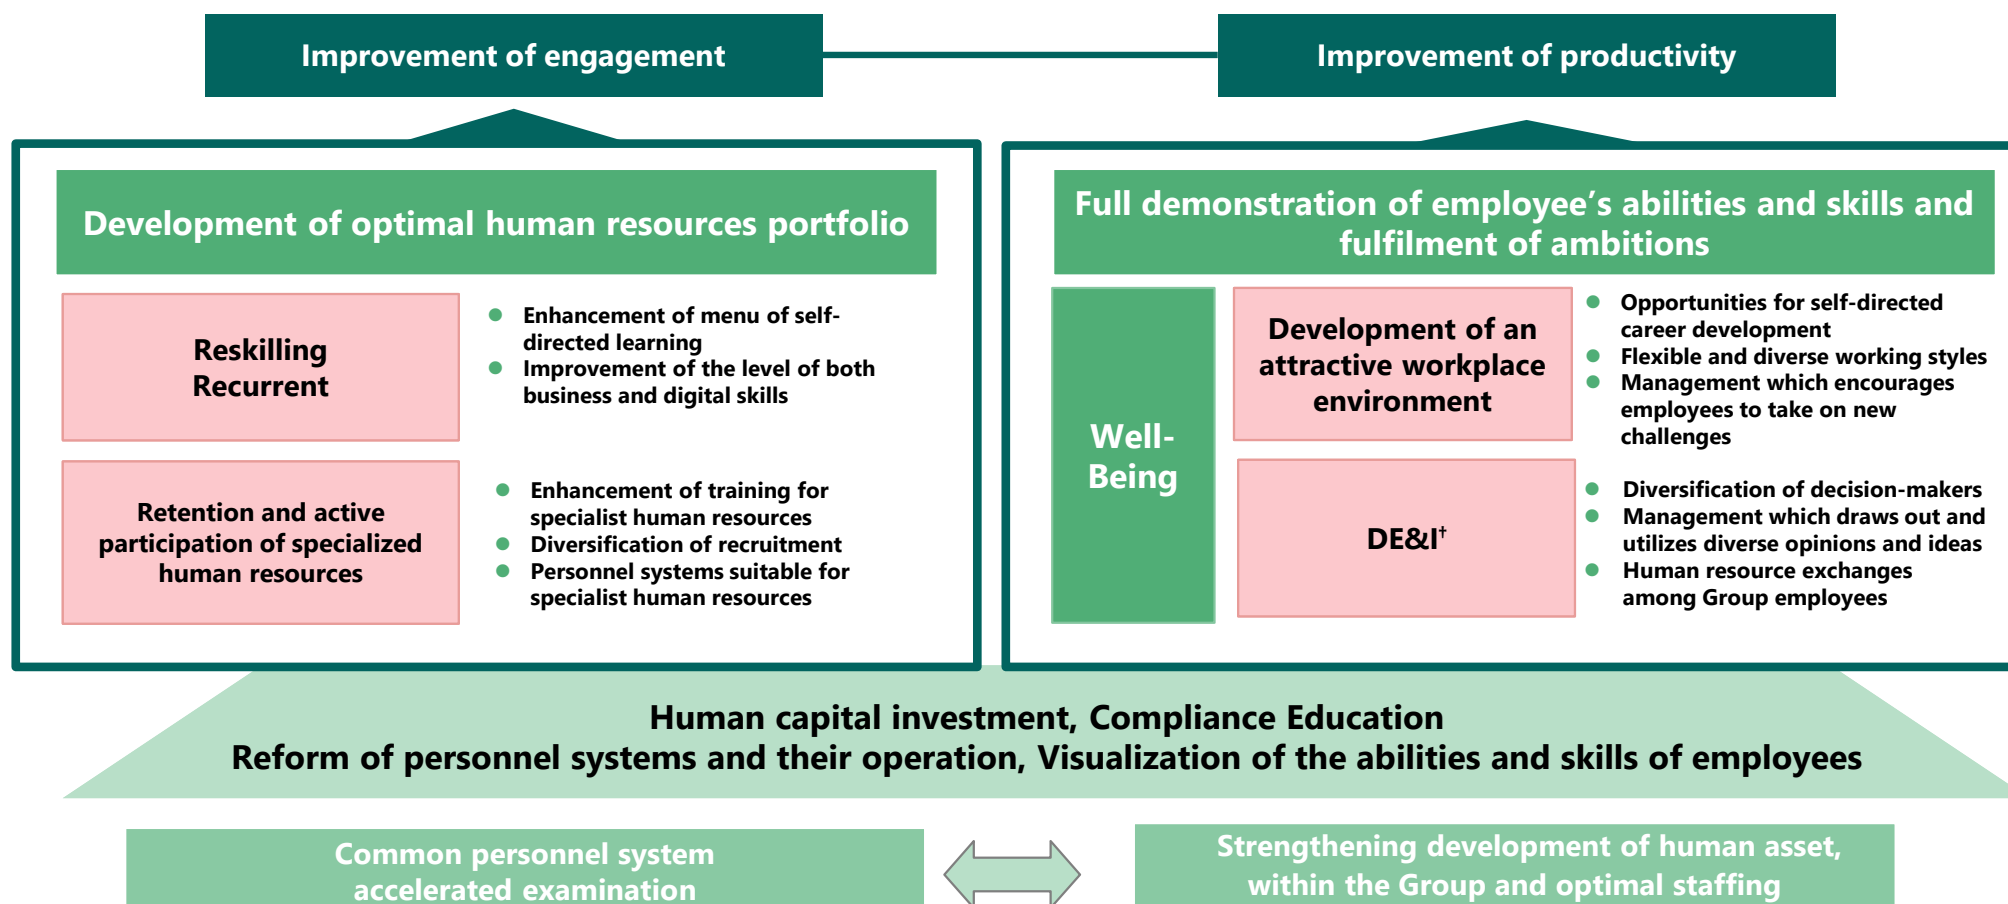 Improvement of engagement
Improvement of productivity
Development of optimal human resources portfolio
Reskilling
Recurrent
● Enhancement of menu of self-
directed learning
● Improvement of the level of both
business and digital skills
Retention and active
participation of specialized
human resources
● Enhancement of training for
specialist human resources
● Diversification of recruitment
● Personnel systems suitable for
specialist human resources
Full demonstration of employee’s abilities and skills and
fulfilment of ambitions
Well-
Being
Development of an
attractive workplace
environment
● Opportunities for self-directed
career development
● Flexible and diverse working styles
● Management which encourages
employees to take on new
challenges
DE&I†
● Diversification of decision-makers
● Management which draws out and
utilizes diverse opinions and ideas
● Human resource exchanges
among Group employees
Human capital investment, Compliance Education
Reform of personnel systems and their operation, Visualization of the abilities and skills of employees
Common personnel system
accelerated examination
Strengthening development of human asset,
within the Group and optimal staffing